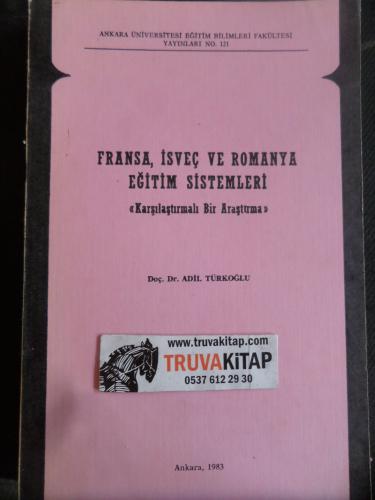 ANKARA ÜNİVERSİTESİ EĞİTİM BİLİMLERİ FAKÜLTESİ
YAYINLARI NO. 121
FRANSA, İSVEÇ VE ROMANYA
EĞİTİM SİSTEMLERİ
«Karşılaştırmalı Bir Araştırma»
Doç. Dr. ADİL TÜRKOĞLU
www.truvakitap.com
TRUVAKİTAP
0537 612 29 30
Ankara, 1983